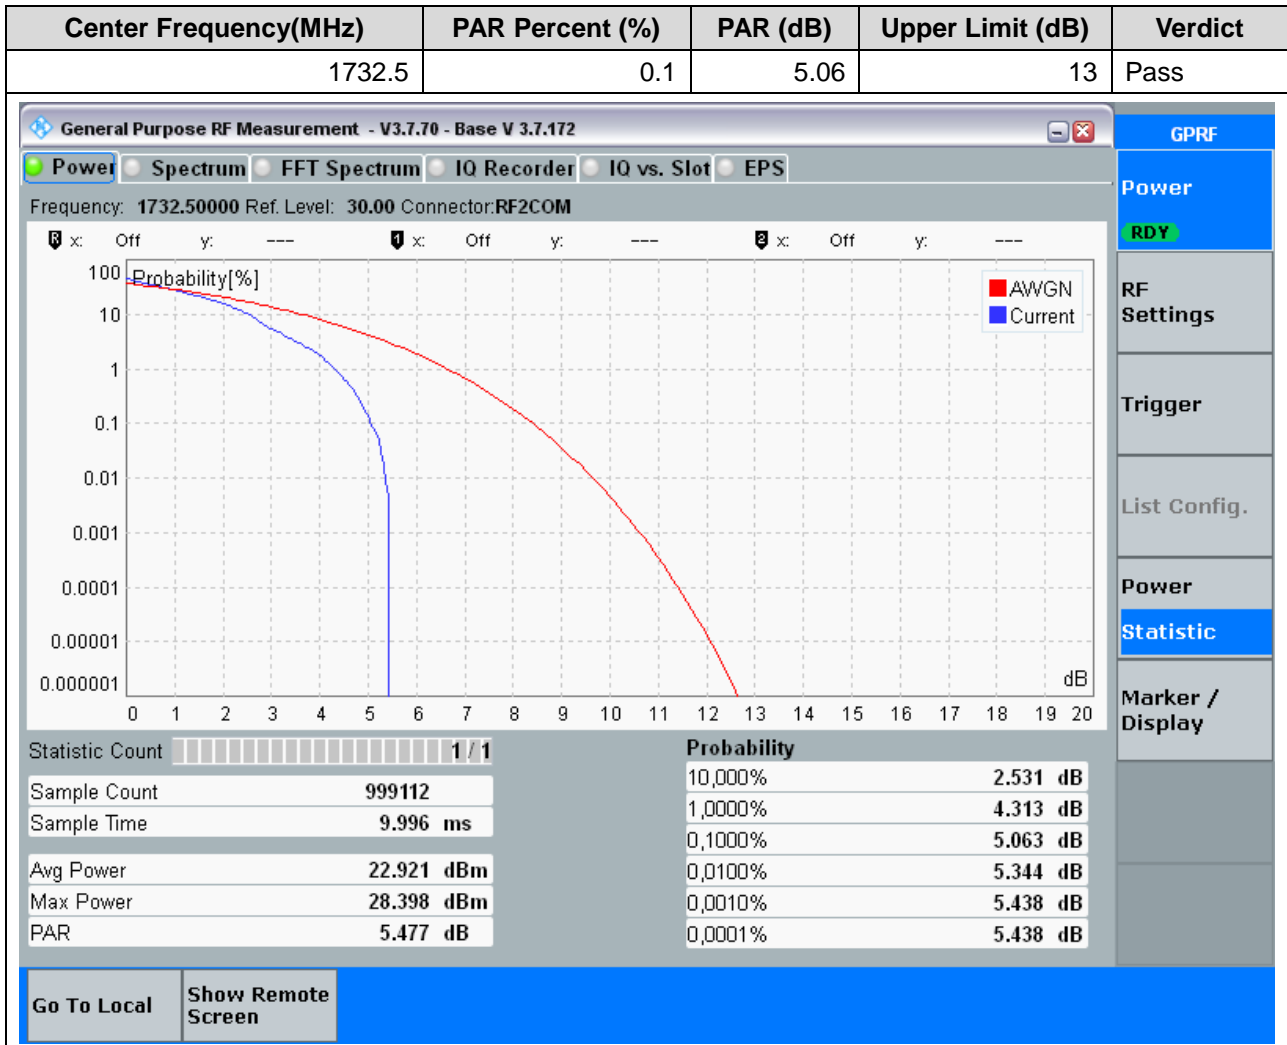 Center Frequency(MHz) PAR Percent (%) PAR (dB) Upper Limit (dB) Verdict
1732.5 0.1 5.06 13 Pass
General Purpose RF Measurement - V3.7.70 - Base V 3.7.172
GPRF
Power Spectrum FFT Spectrum IQ Recorder IQ vs. Slot EPS
Frequency: 1732.50000 Ref. Level: 30.00 Connector:RF2COM
R x: Off y: --- 1 x: Off y: --- 2 x: Off y: ---
Probability[%]
AWGN
Current
100
10
1
0.1
0.01
0.001
0.0001
0.00001
0.000001
dB
0 1 2 3 4 5 6 7 8 9 10 11 12 13 14 15 16 17 18 19 20
Statistic Count 1 / 1
Sample Count 999112
Sample Time 9.996 ms
Avg Power 22.921 dBm
Max Power 28.398 dBm
PAR 5.477 dB
Probability
10,000% 2.531 dB
1,0000% 4.313 dB
0,1000% 5.063 dB
0,0100% 5.344 dB
0,0010% 5.438 dB
0,0001% 5.438 dB
Power
RDY
RF
Settings
Trigger
List Config.
Power
Statistic
Marker /
Display
Go To Local
Show Remote
Screen